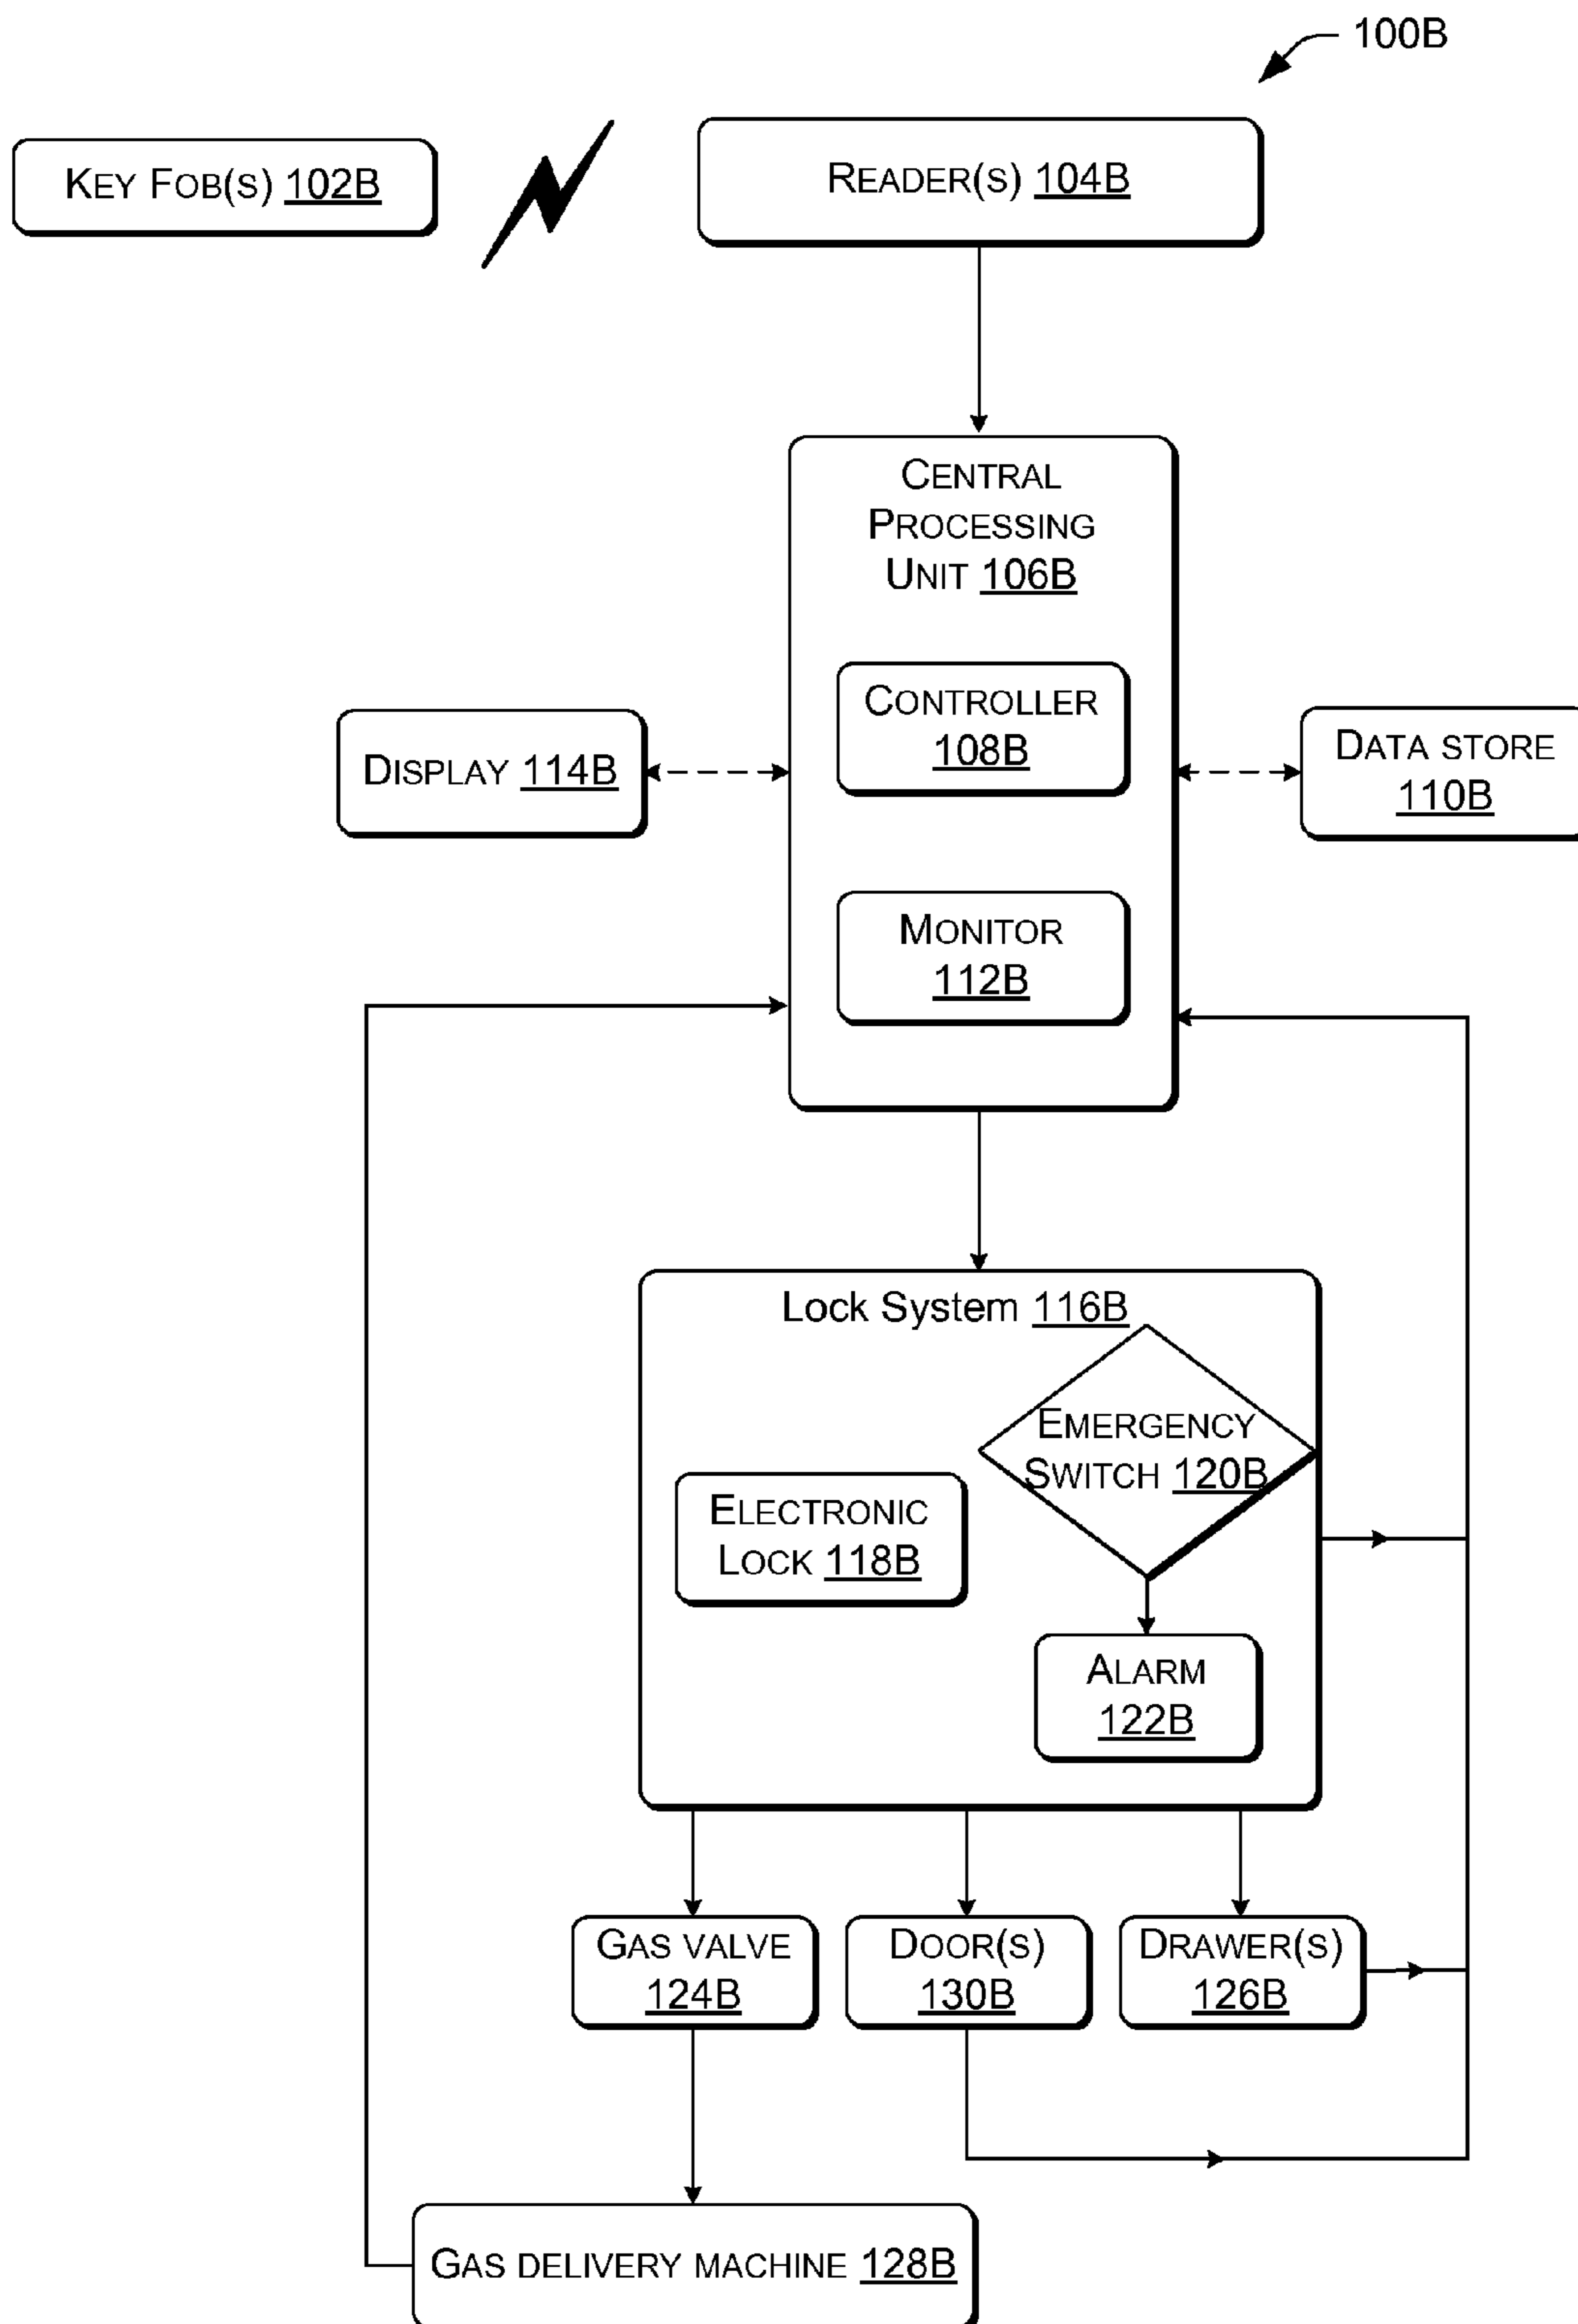 100B
KEY FOB(S) 102B
READER(S) 104B
CENTRAL
PROCESSING
UNIT 106B
CONTROLLER
108B
DISPLAY 114B
DATA STORE
110B
MONITOR
112B
Lock System 116B
EMERGENCY
SWITCH 120B
ELECTRONIC
LOCK 118B
ALARM
122B
GAS VALVE
124B
DOOR(S)
130B
DRAWER(S)
126B
GAS DELIVERY MACHINE 128B